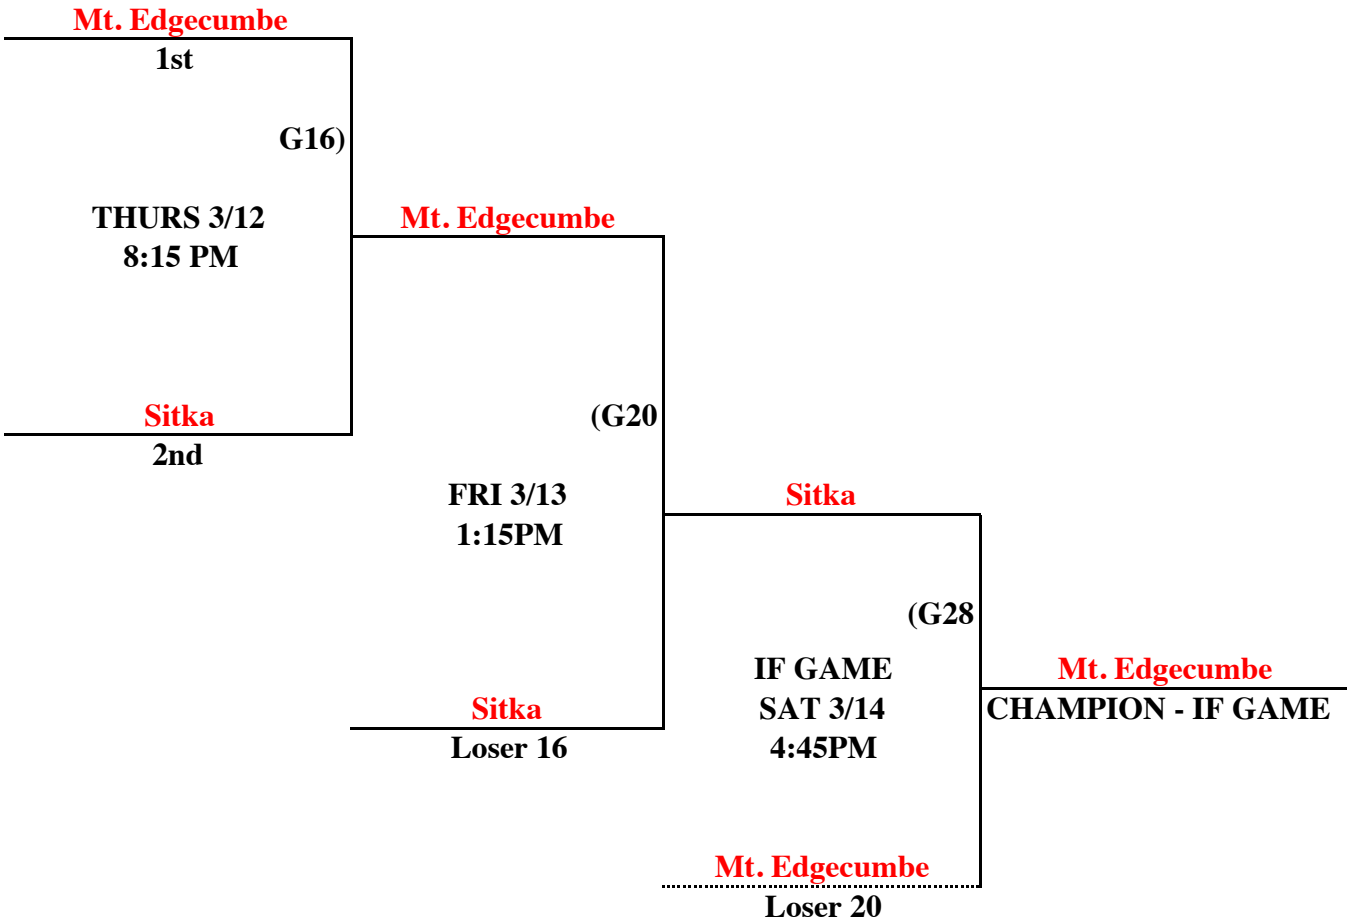 Mt. Edgecumbe
1st
G16)
THURS 3/12
8:15 PM
Mt. Edgecumbe
Sitka
2nd
(G20
FRI 3/13
1:15PM
Sitka
(G28
IF GAME
SAT 3/14
4:45PM
Mt. Edgecumbe
CHAMPION - IF GAME
Sitka
Loser 16
Mt. Edgecumbe
Loser 20